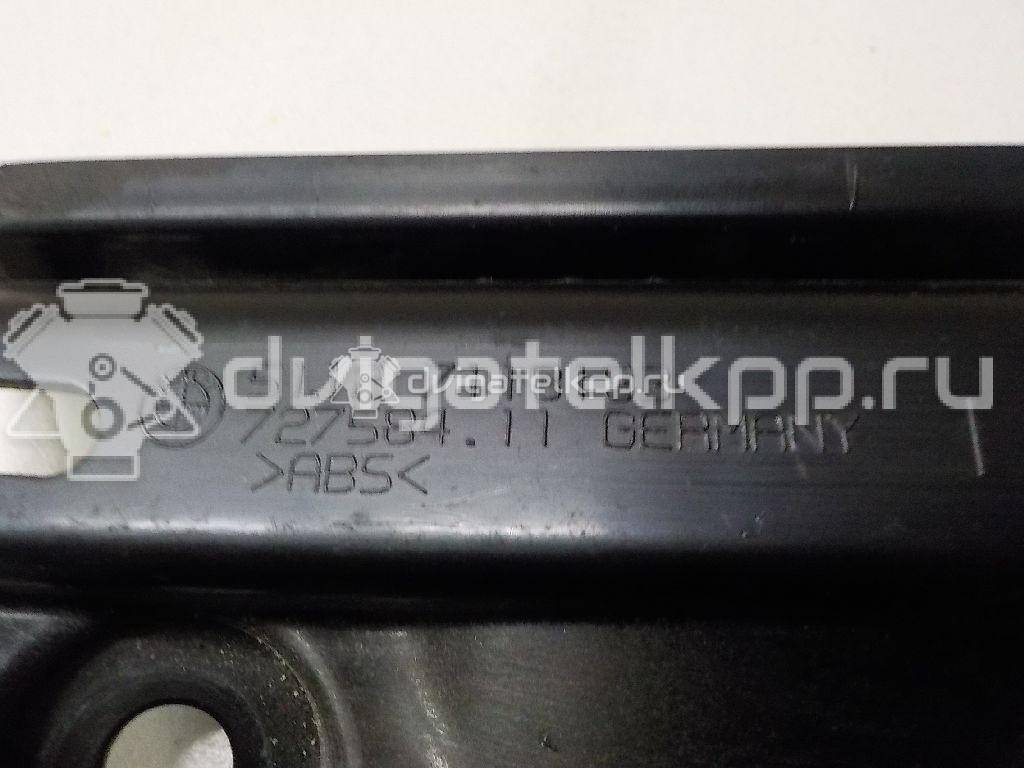 dvigatelkpp.ru
dvigatelkpp.ru
727584.11 GERMANY
>ABS<